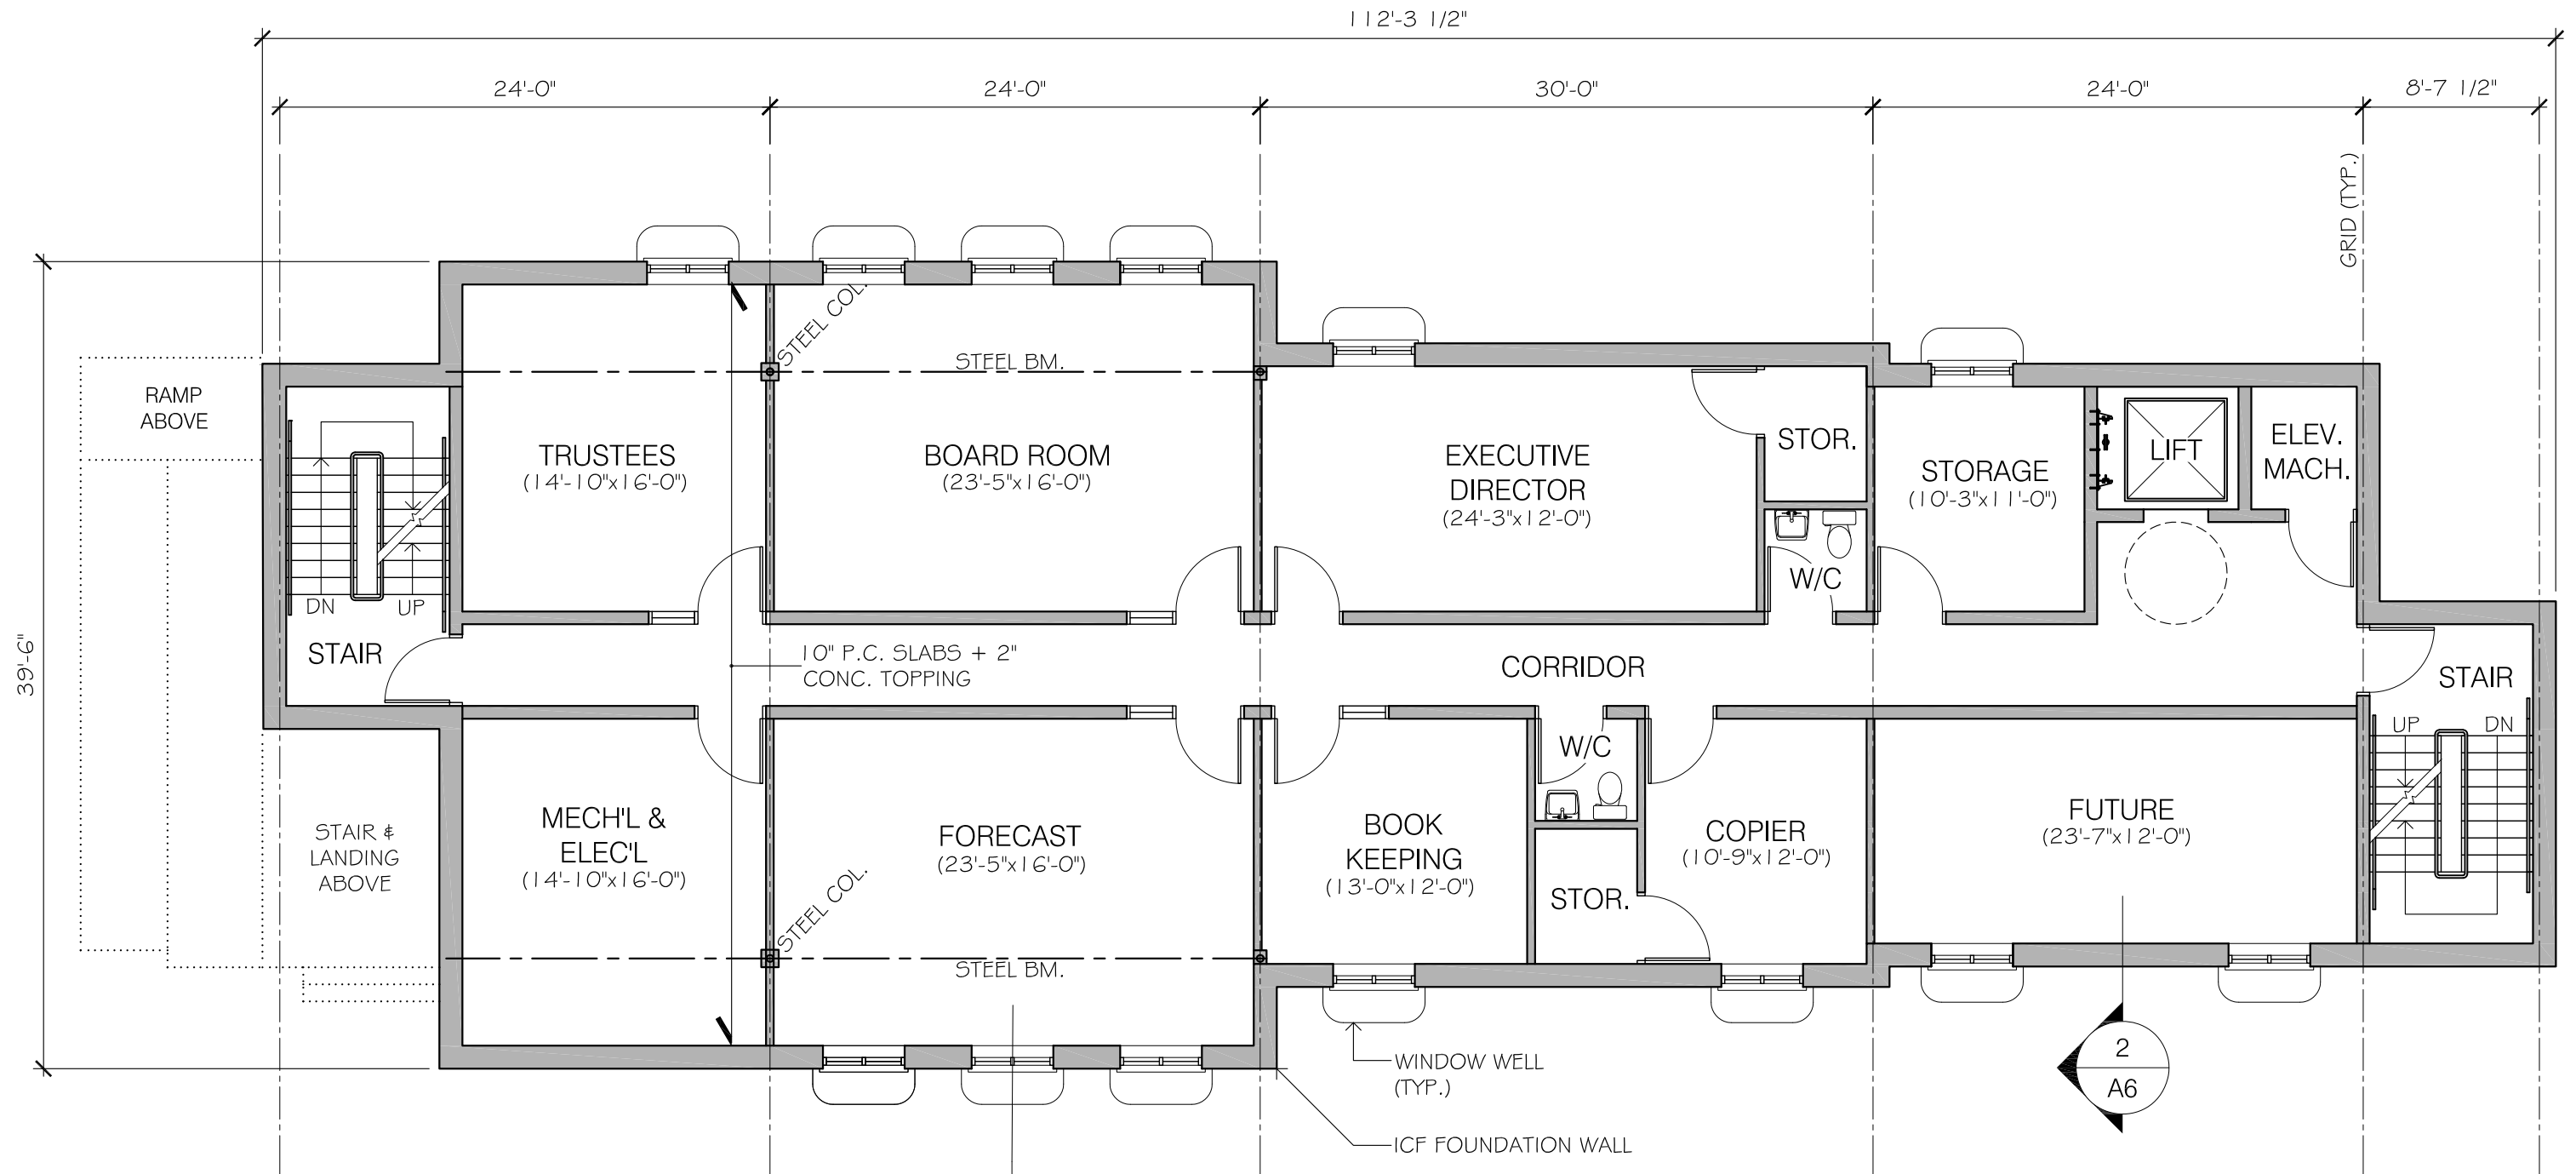 112'-3 1/2"
24'-0"
24'-0"
30'-0"
24'-0"
8'-7 1/2"
GRID (TYP.)
39'-6"
RAMP
ABOVE
STEEL COL.
STEEL BM.
TRUSTEES
(14'-10"x16'-0")
BOARD ROOM
(23'-5"x16'-0")
EXECUTIVE
DIRECTOR
(24'-3"x12'-0")
STOR.
W/C
STORAGE
(10'-3"x11'-0")
LIFT
ELEV.
MACH.
DN
UP
STAIR
10" P.C. SLABS + 2"
CONC. TOPPING
CORRIDOR
STAIR
UP
DN
STAIR &
LANDING
ABOVE
MECH'L &
ELEC'L
(14'-10"x16'-0")
FORECAST
(23'-5"x16'-0")
STEEL COL.
STEEL BM.
BOOK
KEEPING
(13'-0"x12'-0")
W/C
STOR.
COPIER
(10'-9"x12'-0")
FUTURE
(23'-7"x12'-0")
WINDOW WELL
(TYP.)
ICF FOUNDATION WALL
2
A6